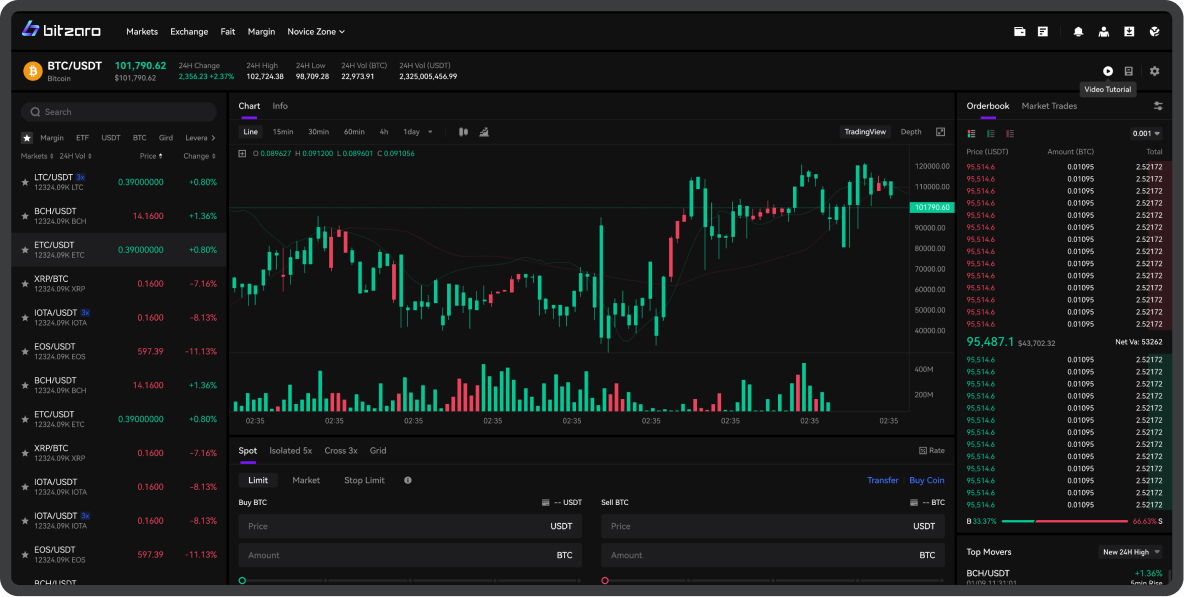 bitzaro
Markets Exchange Fait Margin Novice Zone
BTC/USDT
Bitcoin
101,790.62
$101,790.62
24H Change
2,356.23 +2.37%
24H High
102,724.38
24H Low
98,709.28
24H Vol (BTC)
22,973.91
24H Vol (USDT)
2,325,005,456.99
Video Tutorial
Search
Margin ETF USDT BTC Gird Levera
Markets 24H Vol Price Change
LTC/USDT 3x 0.39000000 +0.80%
12324.09K LTC
BCH/USDT 14.1600 +1.36%
12324.09K BCH
ETC/USDT 0.39000000 +0.80%
12324.09K ETC
XRP/BTC 0.1600 -7.16%
12324.09K XRP
IOTA/USDT 3x 0.1600 -8.13%
12324.09K IOTA
EOS/USDT 597.39 -11.13%
12324.09K EOS
BCH/USDT 14.1600 +1.36%
12324.09K BCH
ETC/USDT 0.39000000 +0.80%
12324.09K ETC
XRP/BTC 0.1600 -7.16%
12324.09K XRP
IOTA/USDT 0.1600 -8.13%
12324.09K IOTA
IOTA/USDT 3x 0.1600 -8.13%
12324.09K IOTA
EOS/USDT 597.39 -11.13%
12324.09K EOS
BCH/USDT
Chart Info
Line 15min 30min 60min 4h 1day
TradingView Depth
O 0.089627 H 0.091200 L 0.089601 C 0.091056
120000.00
110000.00
101790.60
90000.00
80000.00
70000.00
60000.00
50000.00
40000.00
400M
200M
02:35 02:35 02:35 02:35 02:35 02:35 02:35 02:35 02:35
Spot Isolated 5x Cross 3x Grid
Rate
Limit Market Stop Limit
Transfer Buy Coin
Buy BTC -- USDT
Price USDT
Amount BTC
Sell BTC -- BTC
Price USDT
Amount BTC
Orderbook Market Trades
0.001
Price (USDT) Amount (BTC) Total
95,514.6 0.01095 2.52172
95,514.6 0.01095 2.52172
95,514.6 0.01095 2.52172
95,514.6 0.01095 2.52172
95,514.6 0.01095 2.52172
95,514.6 0.01095 2.52172
95,514.6 0.01095 2.52172
95,514.6 0.01095 2.52172
95,514.6 0.01095 2.52172
95,514.6 0.01095 2.52172
95,514.6 0.01095 2.52172
95,514.6 0.01095 2.52172
95,514.6 0.01095 2.52172
95,514.6 0.01095 2.52172
95,487.1 $43,702.32 Net Va: 53262
95,514.6 0.01095 2.52172
95,514.6 0.01095 2.52172
95,514.6 0.01095 2.52172
95,514.6 0.01095 2.52172
95,514.6 0.01095 2.52172
95,514.6 0.01095 2.52172
95,514.6 0.01095 2.52172
95,514.6 0.01095 2.52172
95,514.6 0.01095 2.52172
95,514.6 0.01095 2.52172
95,514.6 0.01095 2.52172
95,514.6 0.01095 2.52172
95,514.6 0.01095 2.52172
B 33.37% 66.63% S
Top Movers New 24H High
BCH/USDT +1.36%
01/09 11:31:01 5min Rise